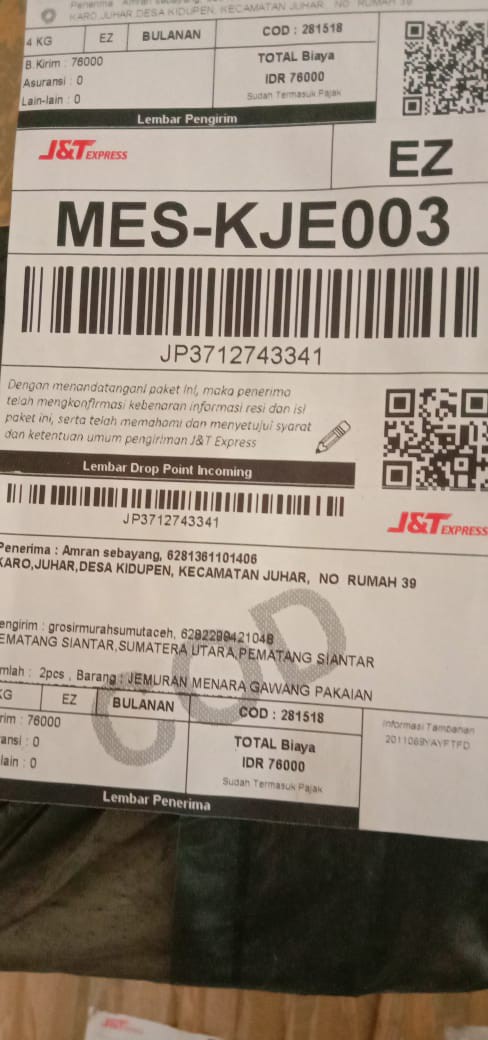 KARO,JUHAR,DESA KIDUPEN, KECAMATAN JUHAR, NO RUMAH 39
4 KG EZ BULANAN COD : 281518
B.Kirim : 76000
Asuransi : 0
Lain-lain : 0
TOTAL Biaya
IDR 76000
Sudah Termasuk Pajak
Lembar Pengirim
J&T EXPRESS
EZ
MES-KJE003
JP3712743341
Dengan menandatangani paket ini, maka penerima
telah mengkonfirmasi kebenaran informasi resi dan isi
paket ini, serta telah memahami dan menyetujui syarat
dan ketentuan umum pengiriman J&T Express
Lembar Drop Point Incoming
JP3712743341
J&T EXPRESS
Penerima : Amran sebayang, 6281361101406
KARO,JUHAR,DESA KIDUPEN, KECAMATAN JUHAR, NO RUMAH 39
engirim : grosirmurahsumutaceh,
EMATANG SIANTAR,SUMATERA UTARA,PEMATANG SIANTAR
mlah : 2pcs , Barang : JEMURAN MENARA GAWANG PAKAIAN
COD
KG EZ BULANAN COD : 281518
rim : 76000
ansi : 0
lain : 0
TOTAL Biaya
IDR 76000
Sudah Termasuk Pajak
Informasi Tambahan
Lembar Penerima